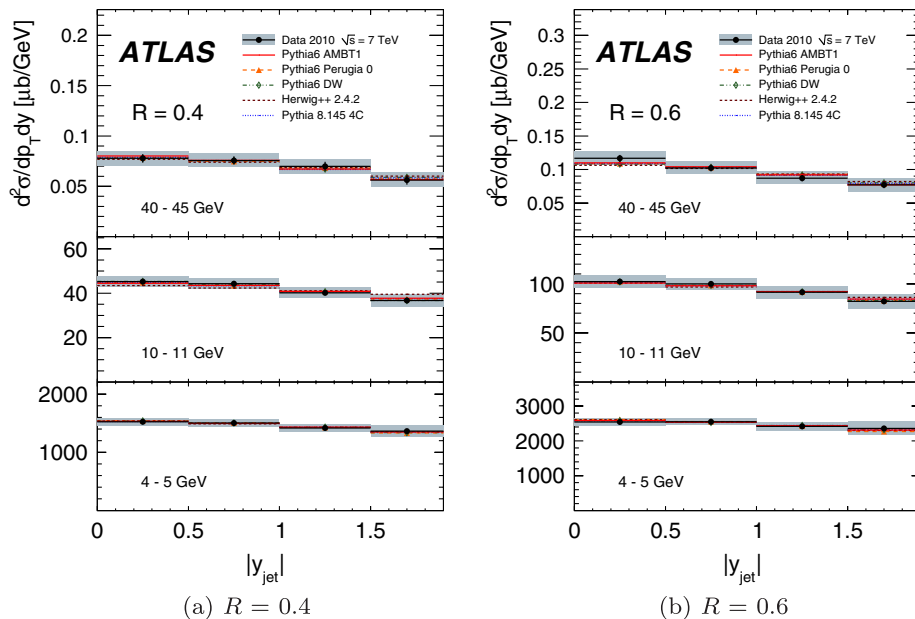 d²σ/dp_T dy [μb/GeV]
ATLAS
Data 2010 √s = 7 TeV
Pythia6 AMBT1
Pythia6 Perugia 0
Pythia6 DW
Herwig++ 2.4.2
Pythia 8.145 4C
R = 0.4
0.2
0.15
0.1
0.05
40 - 45 GeV
60
40
20
10 - 11 GeV
2000
1000
4 - 5 GeV
0 0.5 1 1.5
|y_jet|
(a) R = 0.4
d²σ/dp_T dy [μb/GeV]
ATLAS
Data 2010 √s = 7 TeV
Pythia6 AMBT1
Pythia6 Perugia 0
Pythia6 DW
Herwig++ 2.4.2
Pythia 8.145 4C
R = 0.6
0.3
0.25
0.2
0.15
0.1
0.05
40 - 45 GeV
100
50
10 - 11 GeV
3000
2000
1000
4 - 5 GeV
0 0.5 1 1.5
|y_jet|
(b) R = 0.6